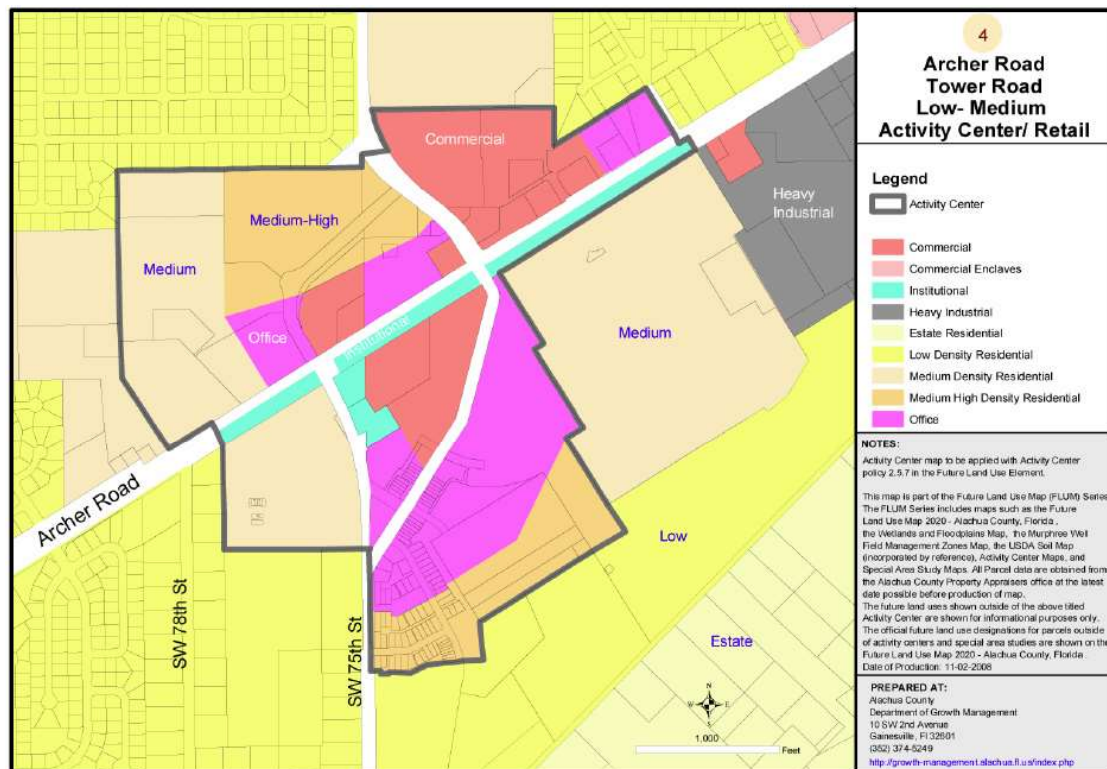 4
Archer Road
Tower Road
Low- Medium
Activity Center/ Retail
Legend
Activity Center
Commercial
Commercial Enclaves
Institutional
Heavy Industrial
Estate Residential
Low Density Residential
Medium Density Residential
Medium High Density Residential
Office
NOTES:
Activity Center map to be applied with Activity Center
policy 2.5.7 in the Future Land Use Element.
This map is part of the Future Land Use Map (FLUM) Series
The FLUM Series includes maps such as the Future
Land Use Map 2020 - Alachua County, Florida ,
the Wetlands and Floodplains Map, the Murphree Well
Field Management Zones Map, the USDA Soil Map
(incorporated by reference), Activity Center Maps, and
Special Area Study Maps. All Parcel data are obtained from
the Alachua County Property Appraisers office at the latest
date possible before production of map.
The future land uses shown outside of the above titled
Activity Center are shown for informational purposes only.
The official future land use designations for parcels outside
of activity centers and special area studies are shown on the
Future Land Use Map 2020 - Alachua County, Florida .
Date of Production: 11-02-2008
PREPARED AT:
Alachua County
Department of Growth Management
10 SW 2nd Avenue
Gainesville, Fl 32601
(352) 374-5249
http://growth-management.alachua.fl.us/index.php
Commercial
Heavy
Industrial
Medium-High
Medium
Office
Institutional
Medium
Archer Road
Low
SW 78th St
SW 75th St
Estate
N
W
E
S
1,000
Feet